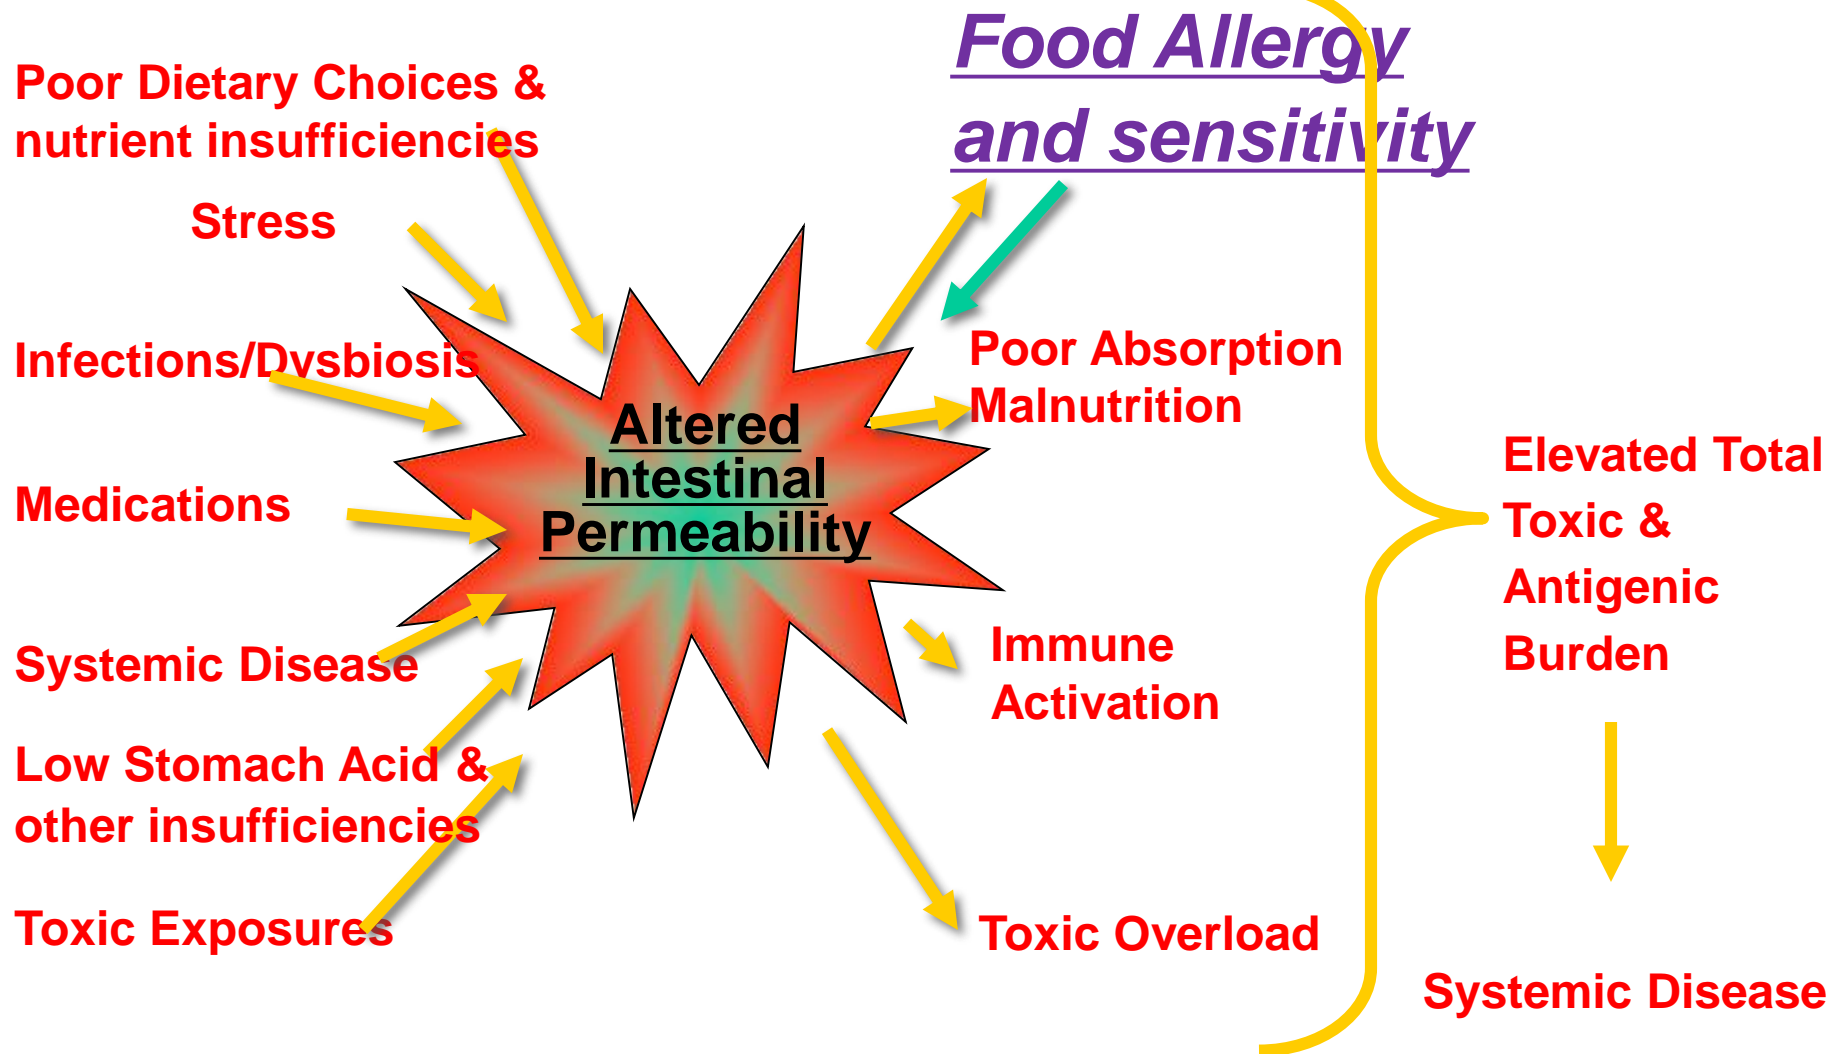 Food Allergy
and sensitivity
Poor Dietary Choices &
nutrient insufficiencies
Stress
Infections/Dysbiosis
Medications
Systemic Disease
Low Stomach Acid &
other insufficiencies
Toxic Exposures
Altered
Intestinal
Permeability
Poor Absorption
Malnutrition
Immune
Activation
Toxic Overload
Elevated Total
Toxic &
Antigenic
Burden
Systemic Disease